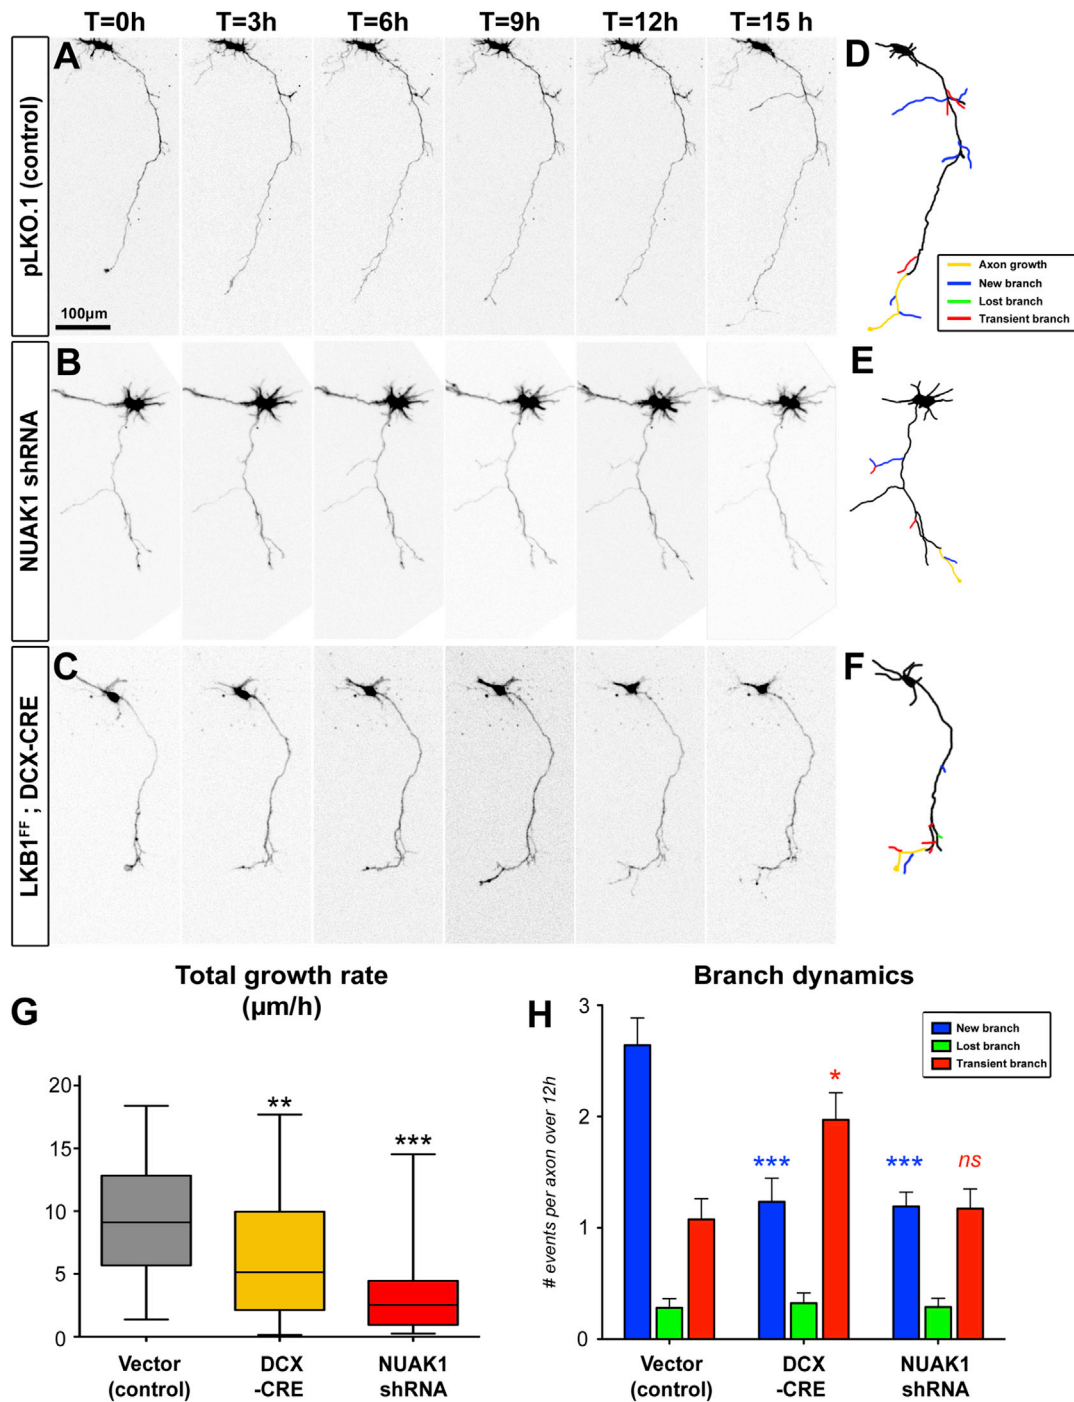 T=0h T=3h T=6h T=9h T=12h T=15 h
A
pLKO.1 (control)
100µm
D
Axon growth
New branch
Lost branch
Transient branch
B
NUAK1 shRNA
E
C
LKB1FF ; DCX-CRE
F
G
Total growth rate
(µm/h)
20
15
10
5
0
**
***
Vector
(control)
DCX
-CRE
NUAK1
shRNA
H
Branch dynamics
# events per axon over 12h
3
2
1
0
New branch
Lost branch
Transient branch
***
*
***
ns
Vector
(control)
DCX
-CRE
NUAK1
shRNA